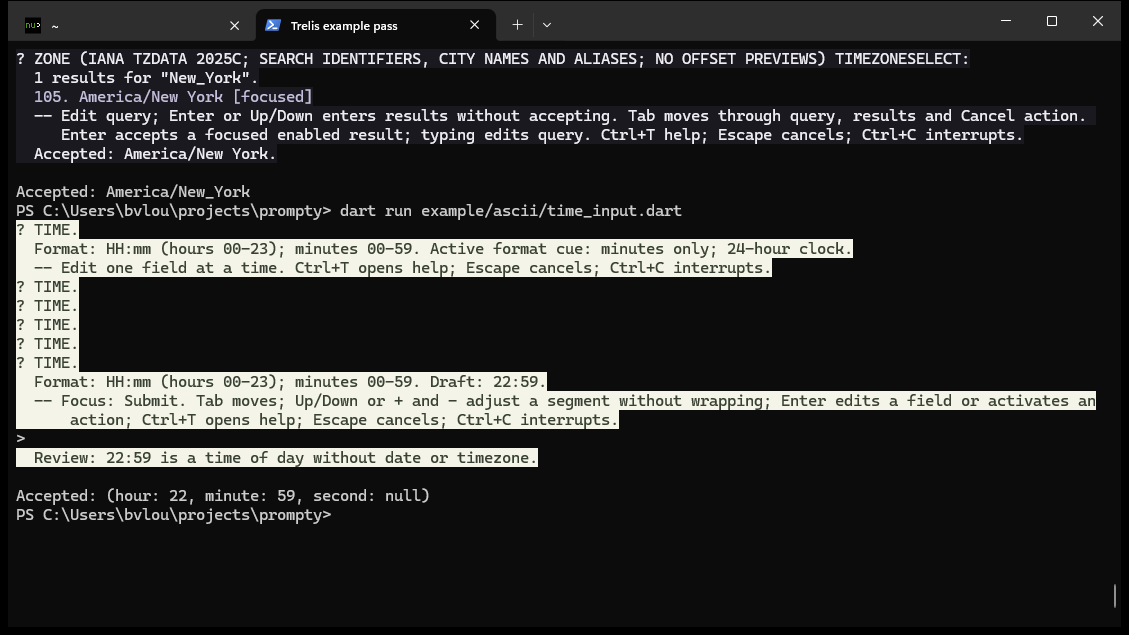 nu> ~
Trelis example pass
? ZONE (IANA TZDATA 2025C; SEARCH IDENTIFIERS, CITY NAMES AND ALIASES; NO OFFSET PREVIEWS) TIMEZONESELECT:
1 results for "New_York".
105. America/New York [focused]
-- Edit query; Enter or Up/Down enters results without accepting. Tab moves through query, results and Cancel action.
Enter accepts a focused enabled result; typing edits query. Ctrl+T help; Escape cancels; Ctrl+C interrupts.
Accepted: America/New York.
Accepted: America/New_York
PS C:\Users\bvlou\projects\prompty> dart run example/ascii/time_input.dart
? TIME.
Format: HH:mm (hours 00-23); minutes 00-59. Active format cue: minutes only; 24-hour clock.
-- Edit one field at a time. Ctrl+T opens help; Escape cancels; Ctrl+C interrupts.
? TIME.
? TIME.
? TIME.
? TIME.
? TIME.
Format: HH:mm (hours 00-23); minutes 00-59. Draft: 22:59.
-- Focus: Submit. Tab moves; Up/Down or + and - adjust a segment without wrapping; Enter edits a field or activates an
action; Ctrl+T opens help; Escape cancels; Ctrl+C interrupts.
>
Review: 22:59 is a time of day without date or timezone.
Accepted: (hour: 22, minute: 59, second: null)
PS C:\Users\bvlou\projects\prompty>